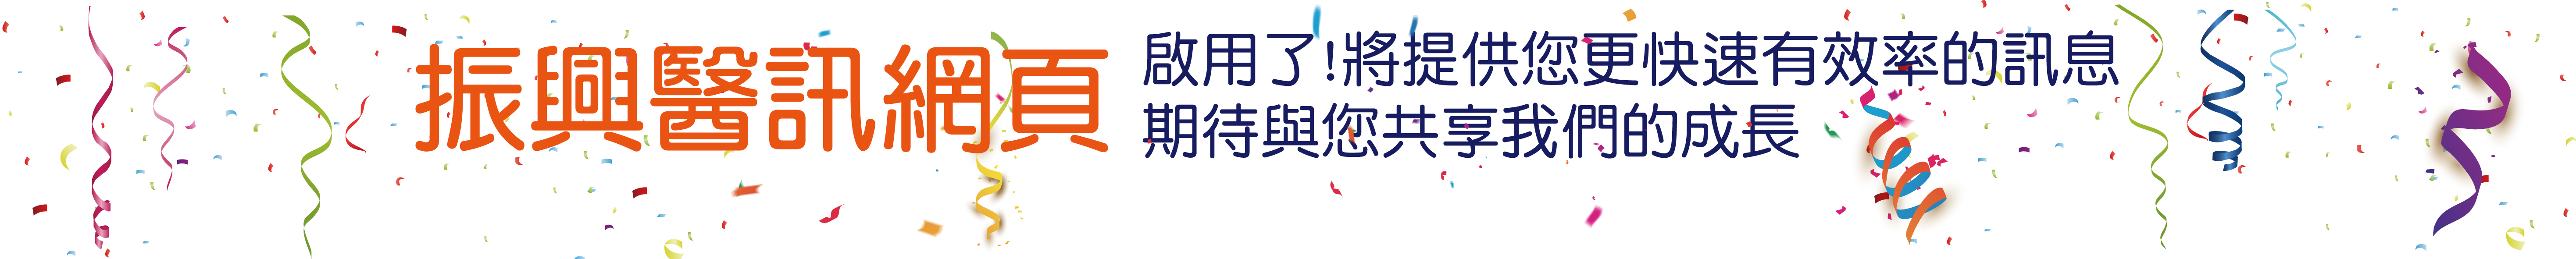 振興醫訊網頁
啟用了!將提供您更快速有效率的訊息
期待與您共享我們的成長